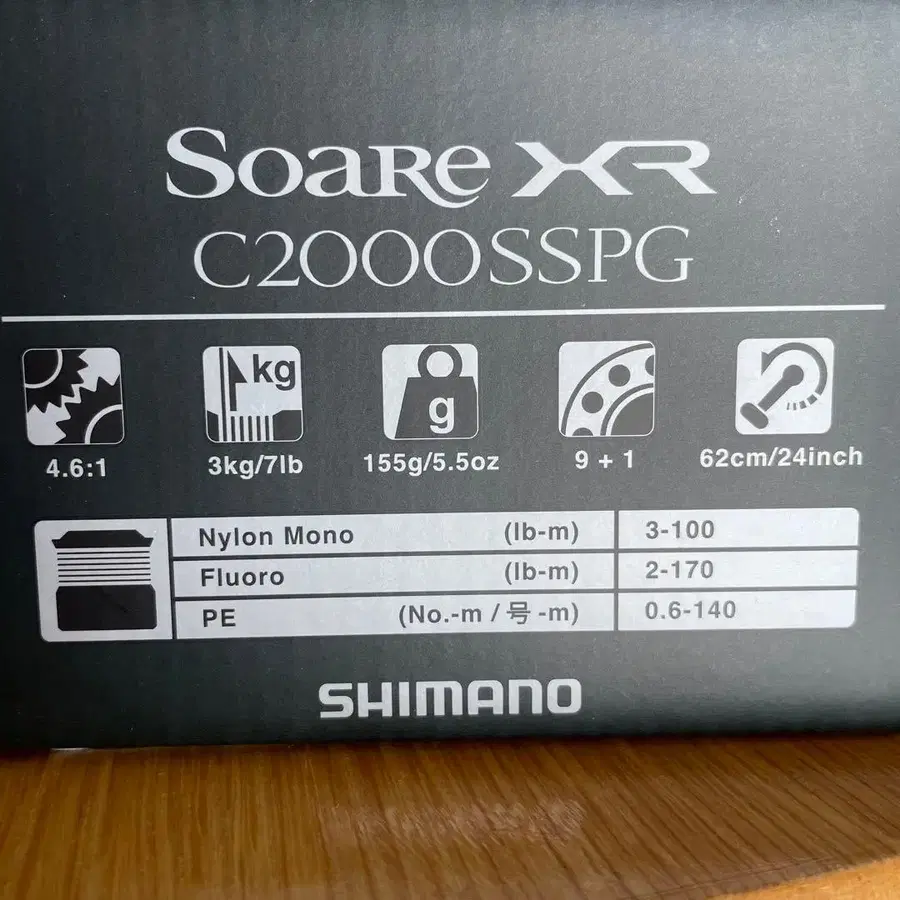 SOARE XR
C2000SSPG
kg
g
4.6:1 3kg/7lb 155g/5.5oz 9 + 1 62cm/24inch
Nylon Mono (lb-m) 3-100
Fluoro (lb-m) 2-170
PE (No.-m / 号 -m) 0.6-140
SHIMANO